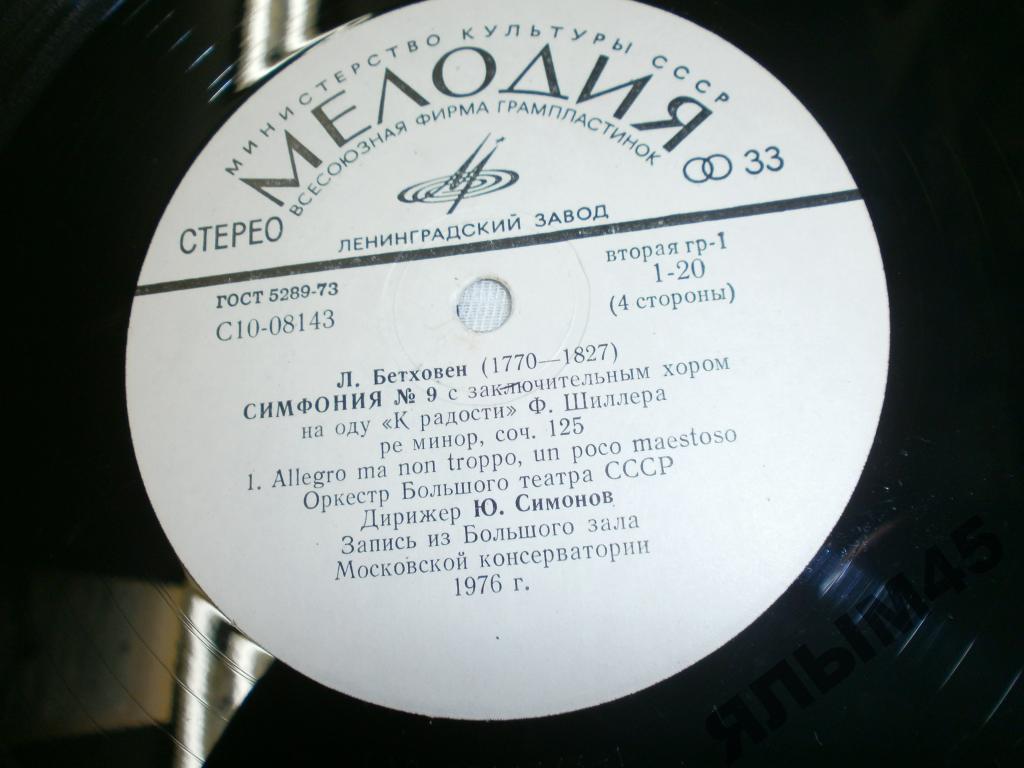 МИНИСТЕРСТВО КУЛЬТУРЫ СССР
МЕЛОДИЯ
ВСЕСОЮЗНАЯ ФИРМА ГРАМПЛАСТИНОК
33
СТЕРЕО
ЛЕНИНГРАДСКИЙ ЗАВОД
ГОСТ 5289-73
С10-08143
вторая гр-1
1-20
(4 стороны)
Л. Бетховен (1770—1827)
СИМФОНИЯ № 9 с заключительным хором
на оду «К радости» Ф. Шиллера
ре минор, соч. 125
1. Allegro ma non troppo, un poco maestoso
Оркестр Большого театра СССР
Дирижер Ю. Симонов
Запись из Большого зала
Московской консерватории
1976 г.
ЯЛЫМ45